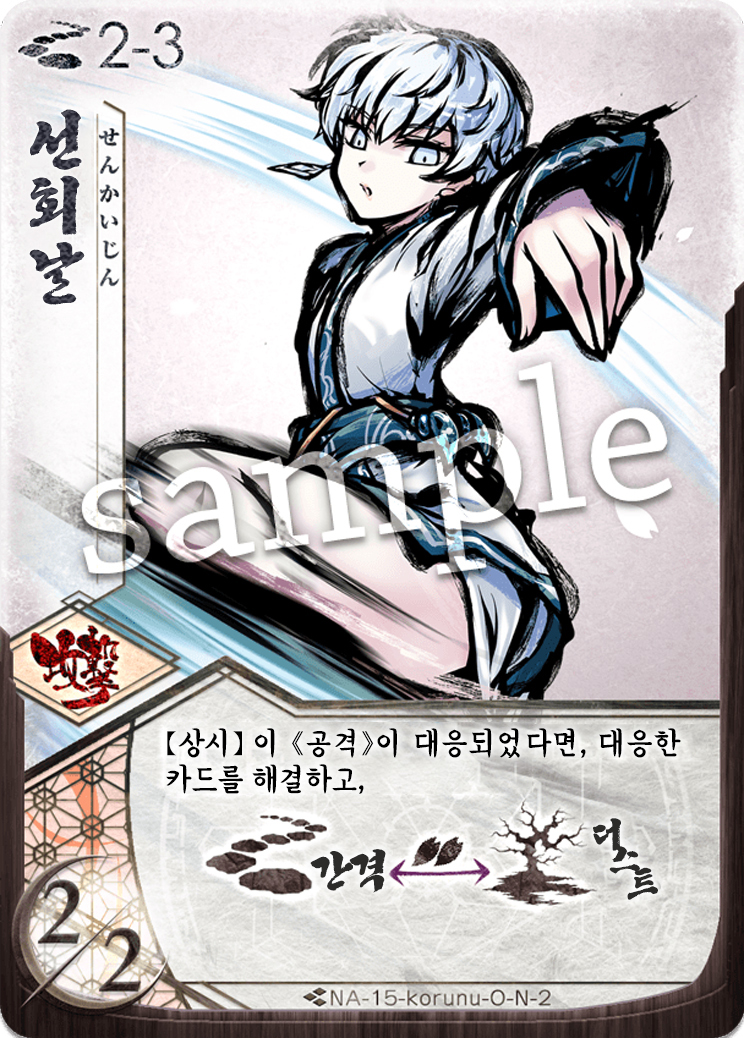 2-3
선회날
せんかいじん
sample
攻撃
【상시】 이 《공격》이 대응되었다면, 대응한
카드를 해결하고,
간격
더스트
2/2
NA-15-korunu-O-N-2